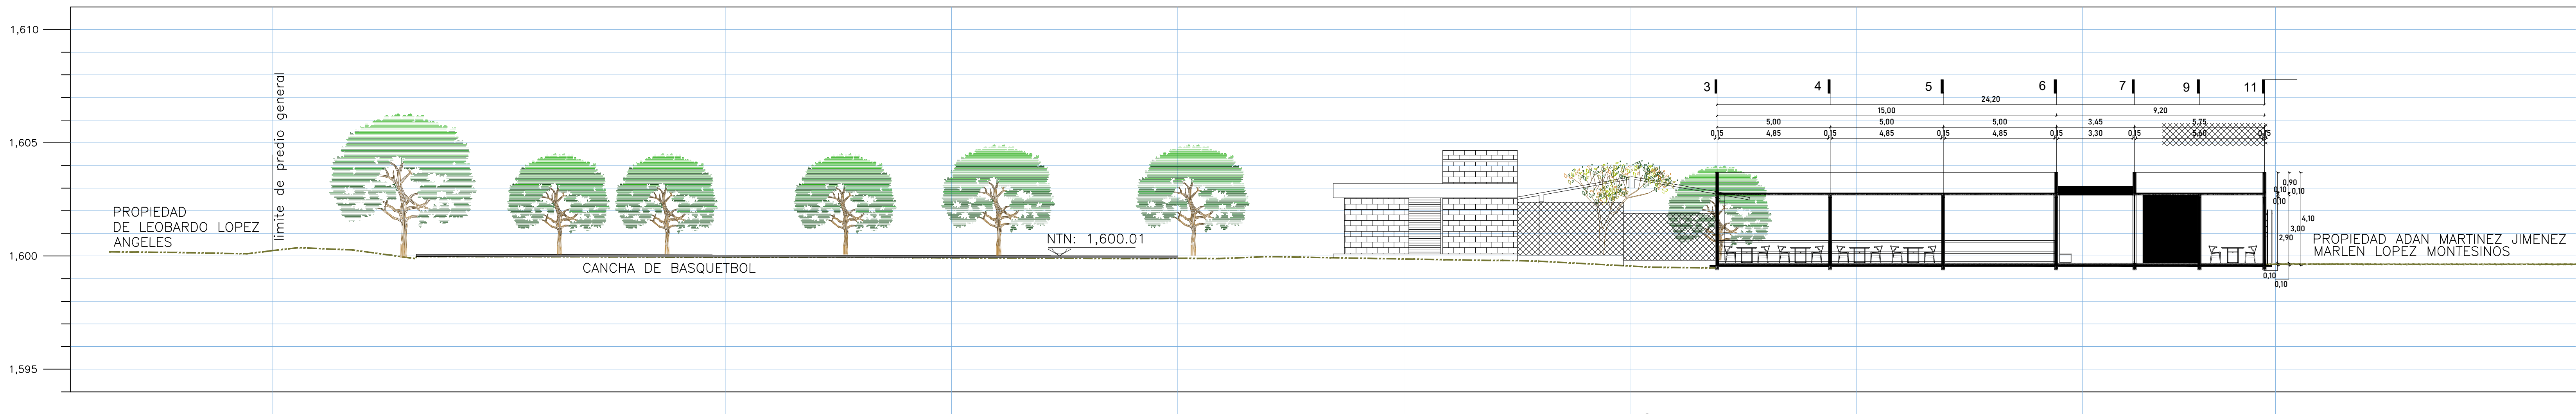 1,610
1,605
1,600
1,595
limite de predio general
PROPIEDAD
DE LEOBARDO LOPEZ
ANGELES
CANCHA DE BASQUETBOL
NTN: 1,600.01
3 4 5 6 7 9 11
24,20
15,00 9,20
5,00 5,00 5,00 3,45 5,75
0,15 4,85 0,15 4,85 0,15 4,85 0,15 3,30 0,15 5,60 0,15
0,90
0,10 0,10
0,10
4,10
3,00
2,90
0,10
0,10
PROPIEDAD ADAN MARTINEZ JIMENEZ
MARLEN LOPEZ MONTESINOS